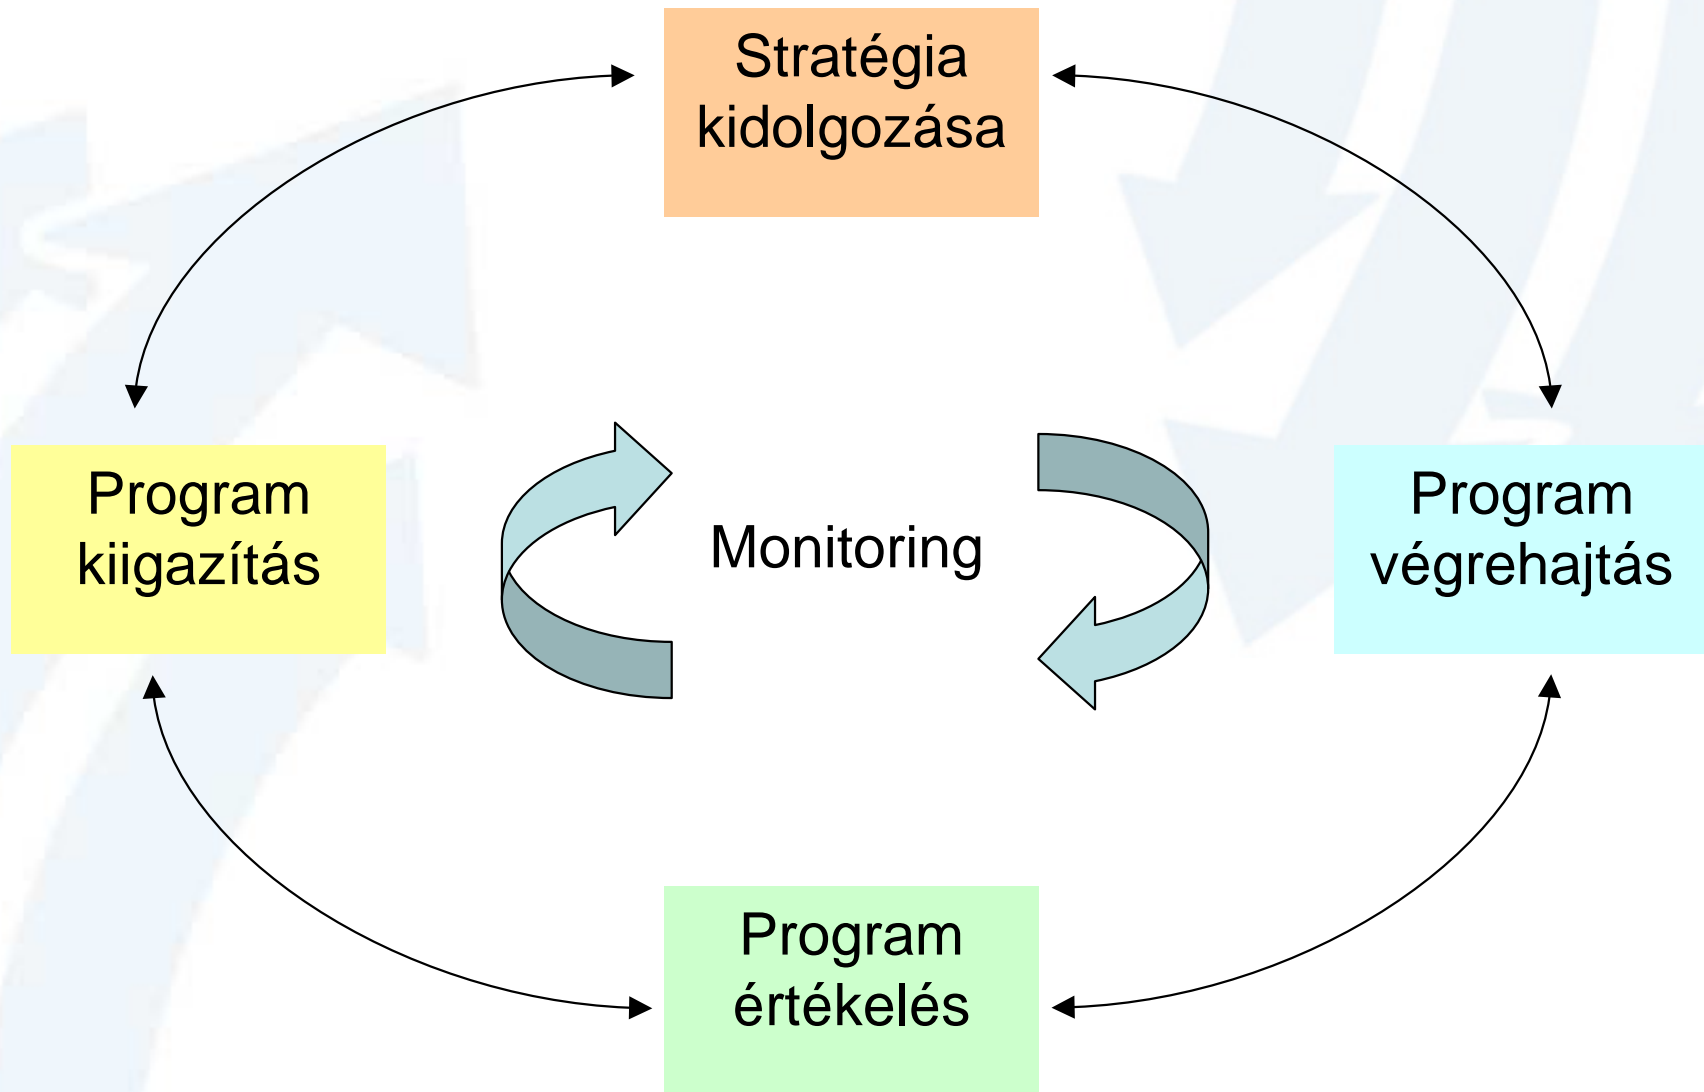 Stratégia
kidolgozása
Program
kiigazítás
Monitoring
Program
végrehajtás
Program
értékelés